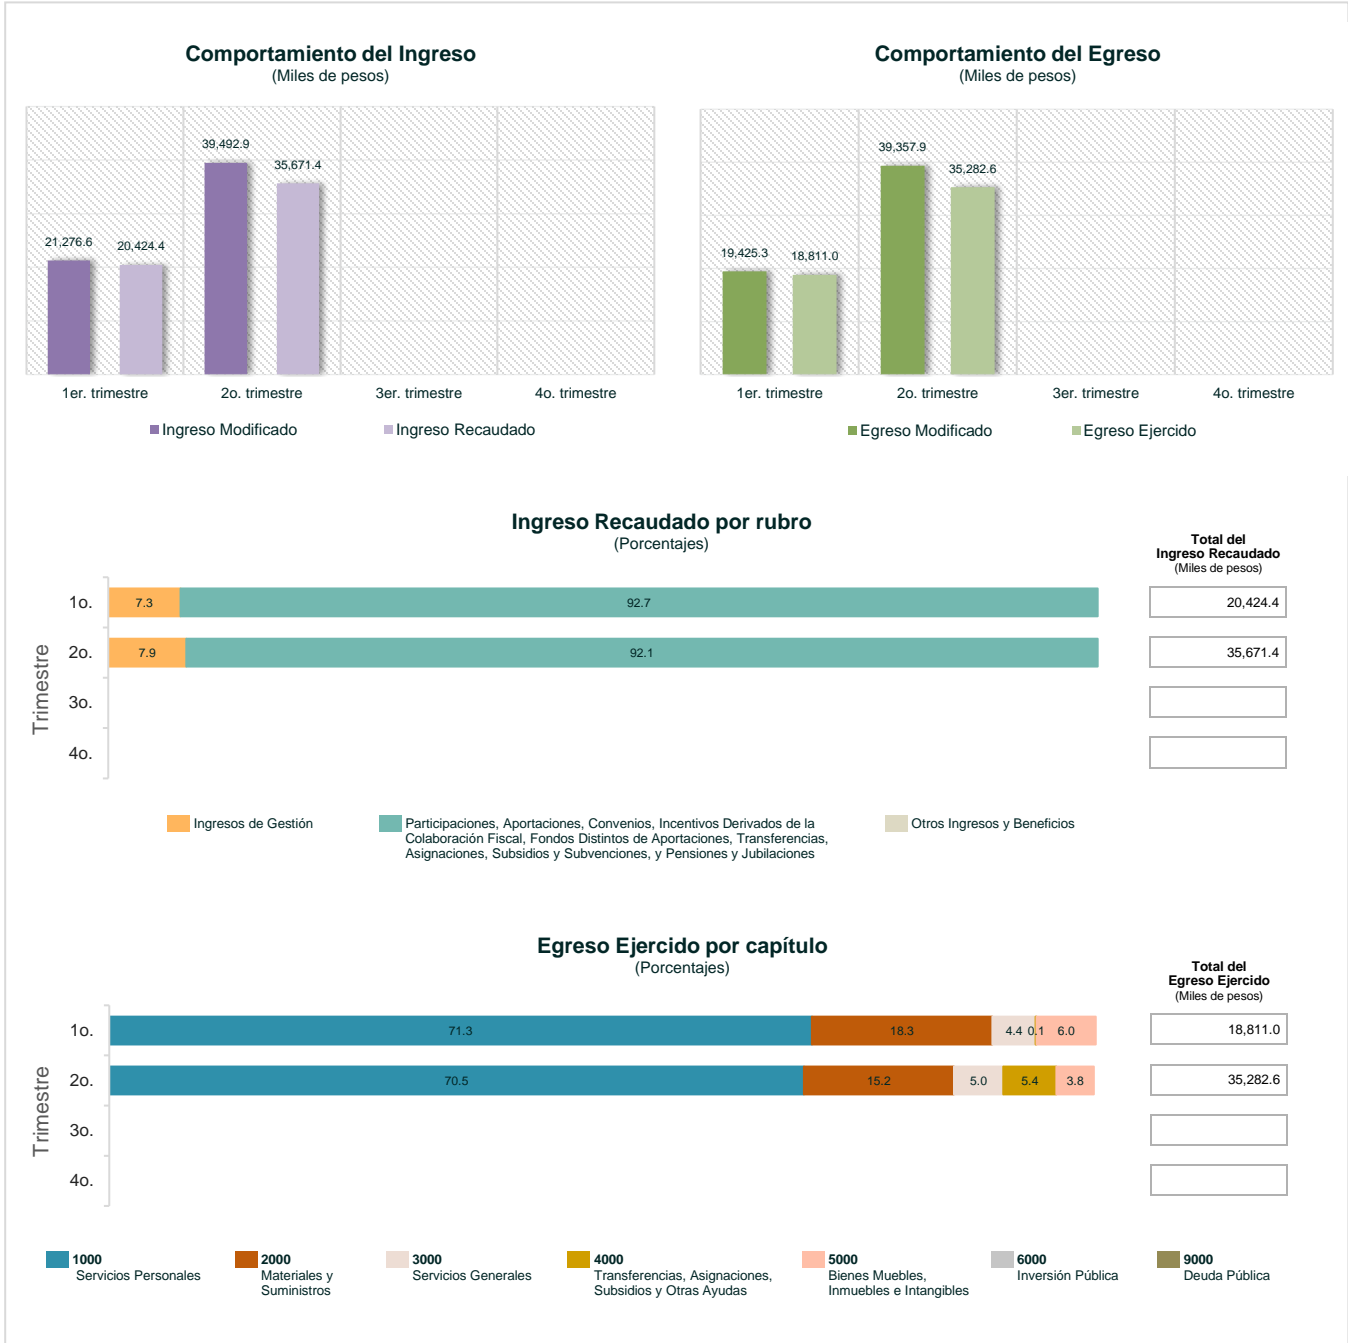 Comportamiento del Ingreso
(Miles de pesos)
39,492.9
35,671.4
21,276.6
20,424.4
1er. trimestre
2o. trimestre
3er. trimestre
4o. trimestre
Ingreso Modificado
Ingreso Recaudado
Comportamiento del Egreso
(Miles de pesos)
39,357.9
35,282.6
19,425.3
18,811.0
1er. trimestre
2o. trimestre
3er. trimestre
4o. trimestre
Egreso Modificado
Egreso Ejercido
Ingreso Recaudado por rubro
(Porcentajes)
Total del
Ingreso Recaudado
(Miles de pesos)
Trimestre
1o.
7.3
92.7
20,424.4
2o.
7.9
92.1
35,671.4
3o.
4o.
Ingresos de Gestión
Participaciones, Aportaciones, Convenios, Incentivos Derivados de la
Colaboración Fiscal, Fondos Distintos de Aportaciones, Transferencias,
Asignaciones, Subsidios y Subvenciones, y Pensiones y Jubilaciones
Otros Ingresos y Beneficios
Egreso Ejercido por capítulo
(Porcentajes)
Total del
Egreso Ejercido
(Miles de pesos)
Trimestre
1o.
71.3
18.3
4.4
0.1
6.0
18,811.0
2o.
70.5
15.2
5.0
5.4
3.8
35,282.6
3o.
4o.
1000
Servicios Personales
2000
Materiales y
Suministros
3000
Servicios Generales
4000
Transferencias, Asignaciones,
Subsidios y Otras Ayudas
5000
Bienes Muebles,
Inmuebles e Intangibles
6000
Inversión Pública
9000
Deuda Pública